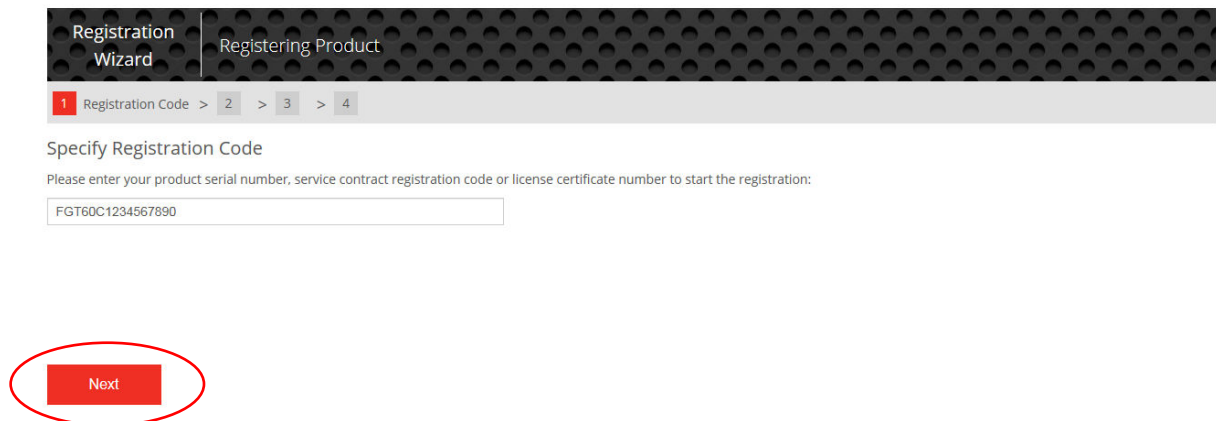 Registration
Wizard
Registering Product
1 Registration Code > 2 > 3 > 4
Specify Registration Code
Please enter your product serial number, service contract registration code or license certificate number to start the registration:
FGT60C1234567890
Next